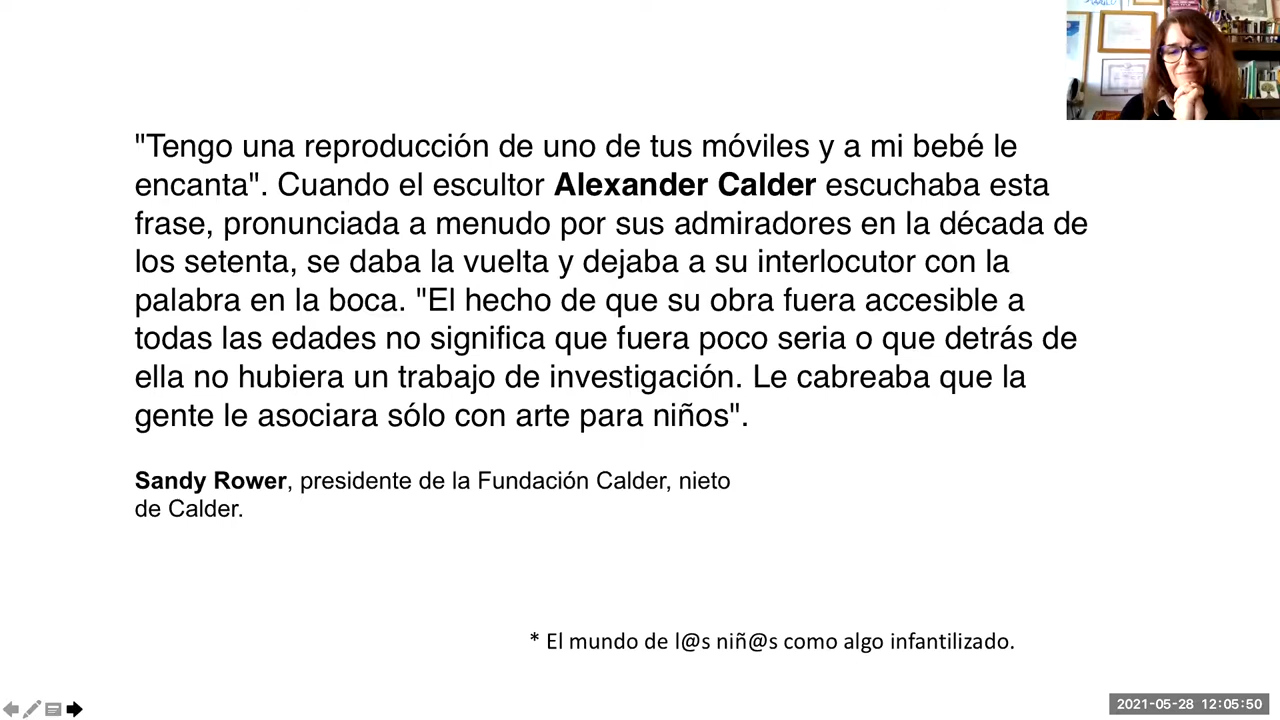 "Tengo una reproducción de uno de tus móviles y a mi bebé le
encanta". Cuando el escultor Alexander Calder escuchaba esta
frase, pronunciada a menudo por sus admiradores en la década de
los setenta, se daba la vuelta y dejaba a su interlocutor con la
palabra en la boca. "El hecho de que su obra fuera accesible a
todas las edades no significa que fuera poco seria o que detrás de
ella no hubiera un trabajo de investigación. Le cabreaba que la
gente le asociara sólo con arte para niños".
Sandy Rower, presidente de la Fundación Calder, nieto
de Calder.
* El mundo de l@s niñ@s como algo infantilizado.
2021-05-28 12:05:50